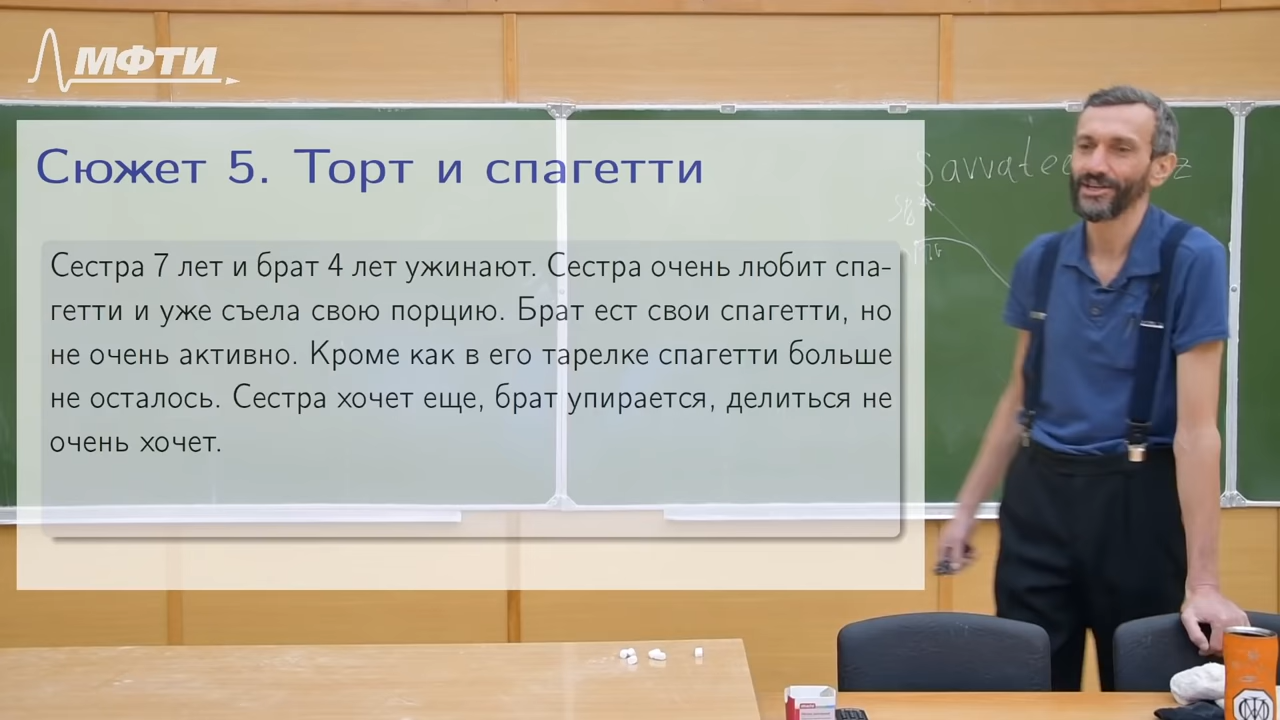 МФТИ
Сюжет 5. Торт и спагетти
Сестра 7 лет и брат 4 лет ужинают. Сестра очень любит спа-
гетти и уже съела свою порцию. Брат ест свои спагетти, но
не очень активно. Кроме как в его тарелке спагетти больше
не осталось. Сестра хочет еще, брат упирается, делиться не
очень хочет.